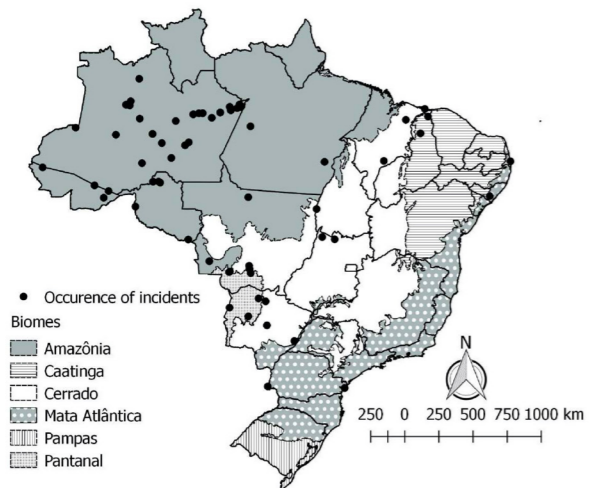 Occurence of incidents
Biomes
Amazônia
Caatinga
Cerrado
Mata Atlântica
Pampas
Pantanal
N
250 0 250 500 750 1000 km